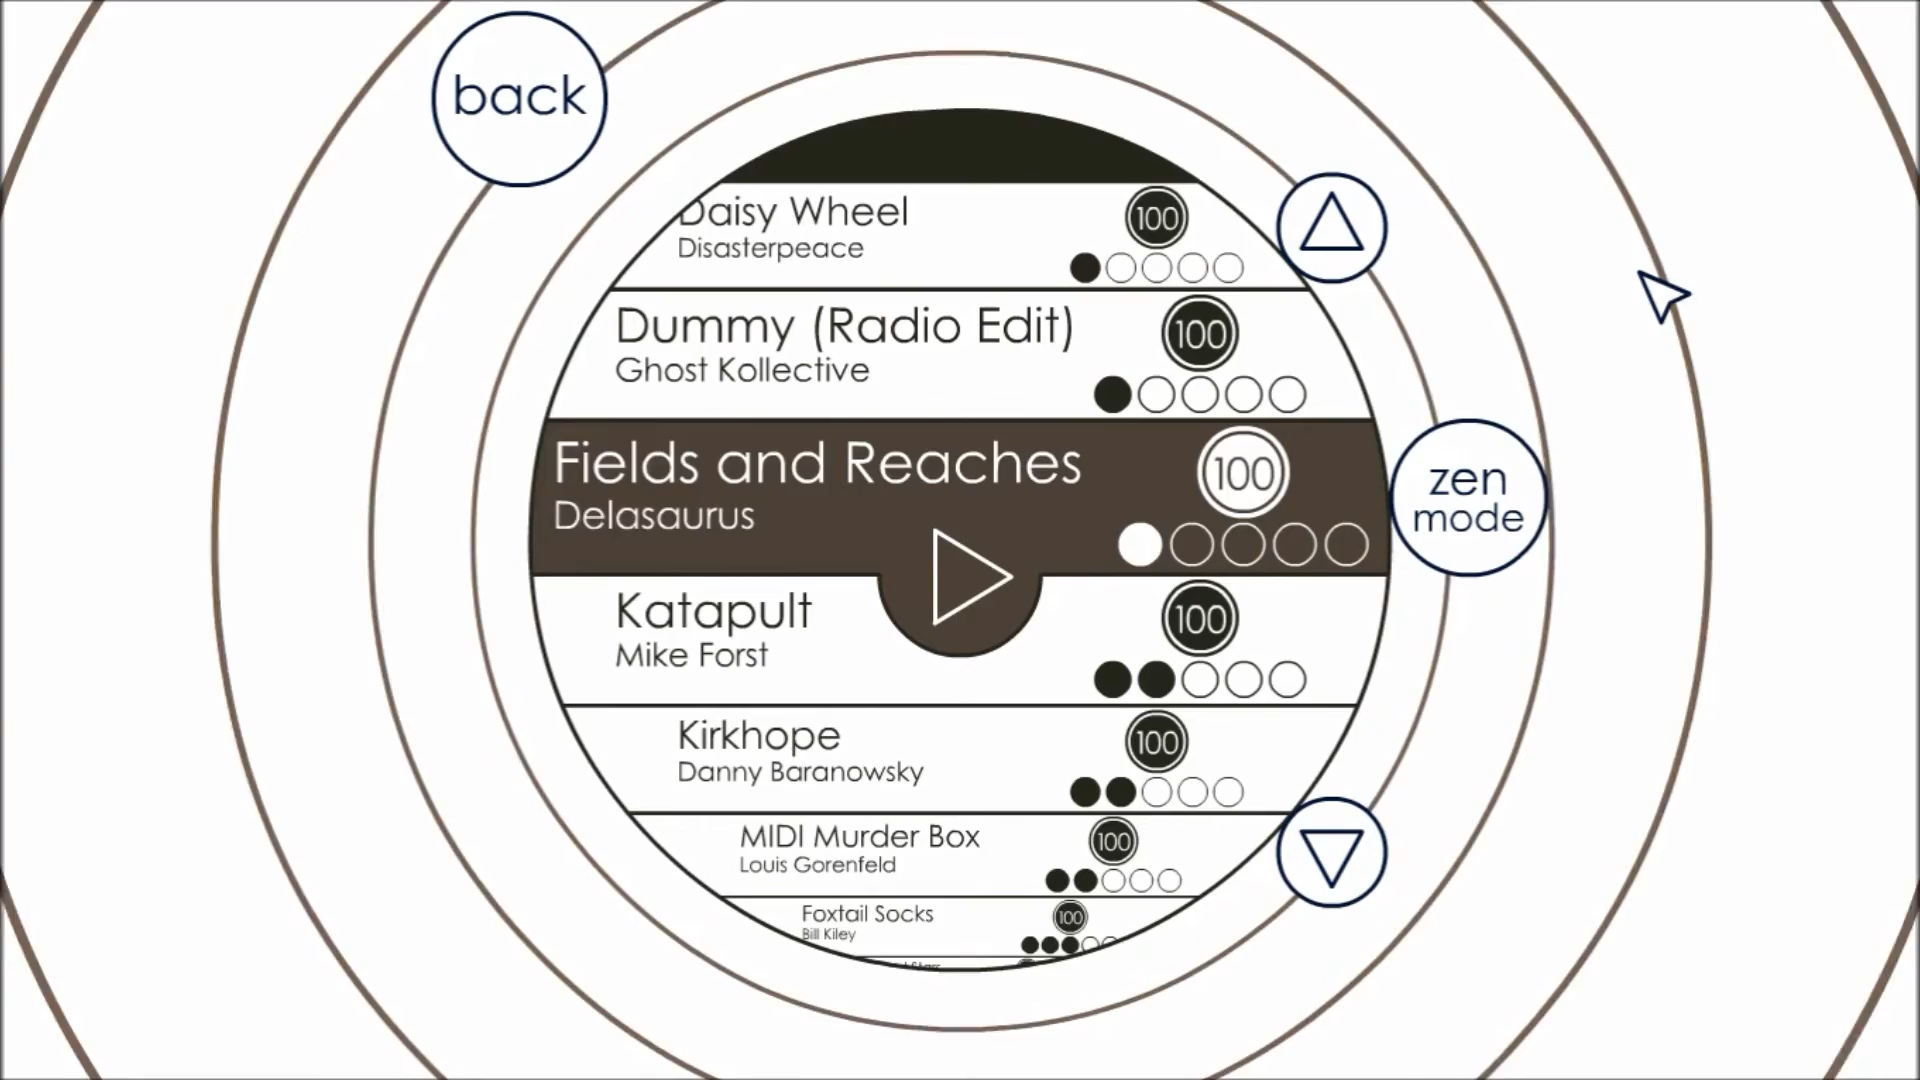 back
Daisy Wheel
100
Disasterpeace
Dummy (Radio Edit)
100
Ghost Kollective
Fields and Reaches
100
Delasaurus
zen
mode
Katapult
100
Mike Forst
Kirkhope
100
Danny Baranowsky
MIDI Murder Box
100
Louis Gorenfeld
Foxtail Socks
100
Bill Kiley